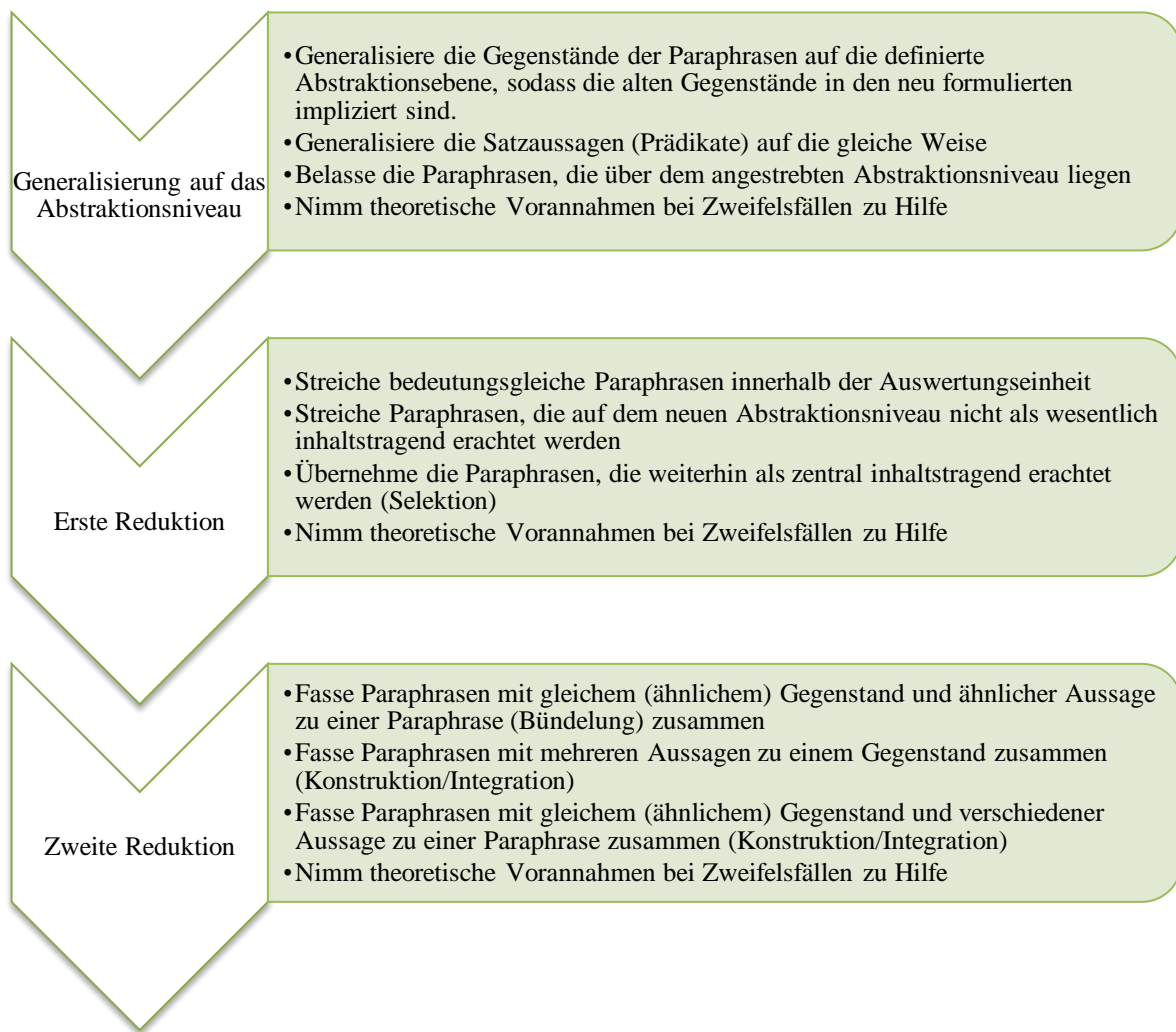 Generalisierung auf das
Abstraktionsniveau
•Generalisiere die Gegenstände der Paraphrasen auf die definierte
Abstraktionsebene, sodass die alten Gegenstände in den neu formulierten
impliziert sind.
•Generalisiere die Satzaussagen (Prädikate) auf die gleiche Weise
•Belasse die Paraphrasen, die über dem angestrebten Abstraktionsniveau liegen
•Nimm theoretische Vorannahmen bei Zweifelsfällen zu Hilfe
Erste Reduktion
•Streiche bedeutungsgleiche Paraphrasen innerhalb der Auswertungseinheit
•Streiche Paraphrasen, die auf dem neuen Abstraktionsniveau nicht als wesentlich
inhaltstragend erachtet werden
•Übernehme die Paraphrasen, die weiterhin als zentral inhaltstragend erachtet
werden (Selektion)
•Nimm theoretische Vorannahmen bei Zweifelsfällen zu Hilfe
Zweite Reduktion
•Fasse Paraphrasen mit gleichem (ähnlichem) Gegenstand und ähnlicher Aussage
zu einer Paraphrase (Bündelung) zusammen
•Fasse Paraphrasen mit mehreren Aussagen zu einem Gegenstand zusammen
(Konstruktion/Integration)
•Fasse Paraphrasen mit gleichem (ähnlichem) Gegenstand und verschiedener
Aussage zu einer Paraphrase zusammen (Konstruktion/Integration)
•Nimm theoretische Vorannahmen bei Zweifelsfällen zu Hilfe